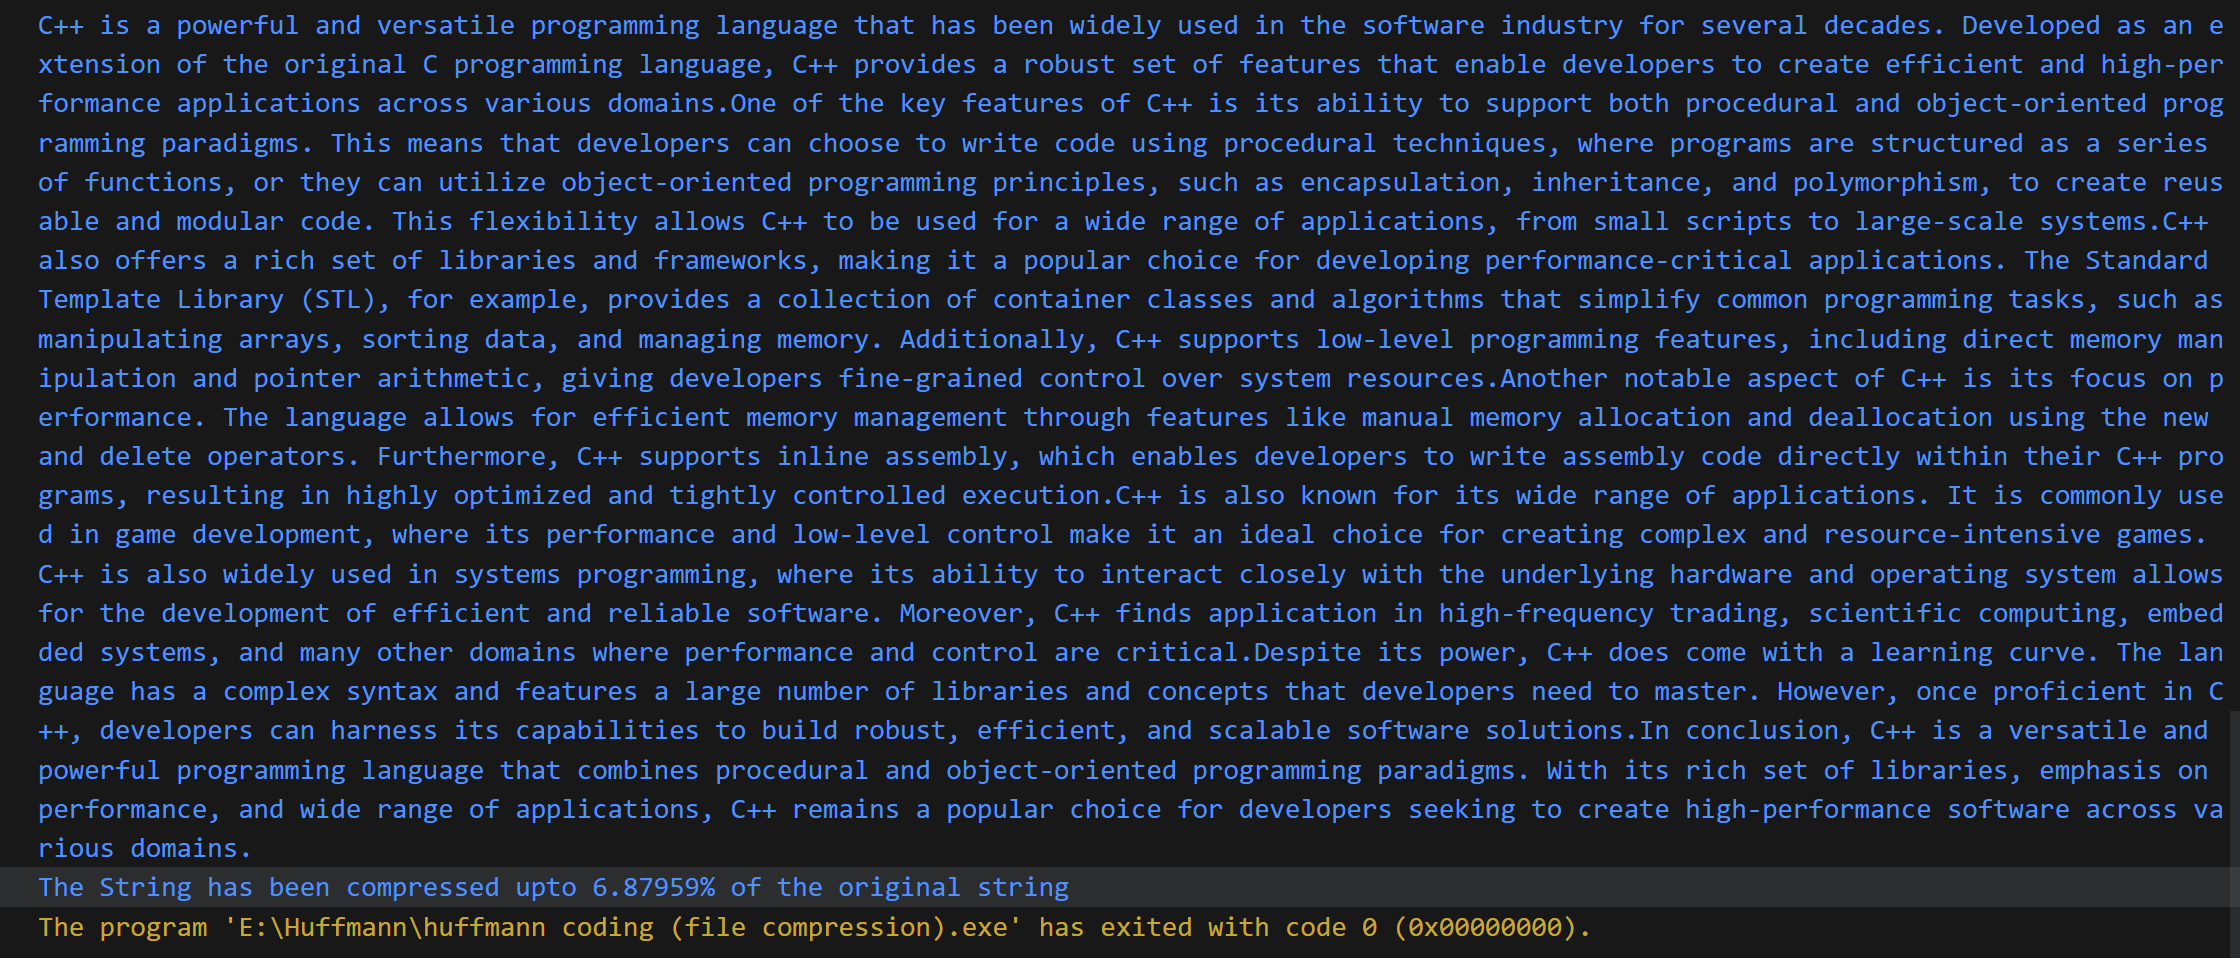 C++ is a powerful and versatile programming language that has been widely used in the software industry for several decades. Developed as an e
xtension of the original C programming language, C++ provides a robust set of features that enable developers to create efficient and high-per
formance applications across various domains.One of the key features of C++ is its ability to support both procedural and object-oriented prog
ramming paradigms. This means that developers can choose to write code using procedural techniques, where programs are structured as a series
of functions, or they can utilize object-oriented programming principles, such as encapsulation, inheritance, and polymorphism, to create reus
able and modular code. This flexibility allows C++ to be used for a wide range of applications, from small scripts to large-scale systems.C++
also offers a rich set of libraries and frameworks, making it a popular choice for developing performance-critical applications. The Standard
Template Library (STL), for example, provides a collection of container classes and algorithms that simplify common programming tasks, such as
manipulating arrays, sorting data, and managing memory. Additionally, C++ supports low-level programming features, including direct memory man
ipulation and pointer arithmetic, giving developers fine-grained control over system resources.Another notable aspect of C++ is its focus on p
erformance. The language allows for efficient memory management through features like manual memory allocation and deallocation using the new
and delete operators. Furthermore, C++ supports inline assembly, which enables developers to write assembly code directly within their C++ pro
grams, resulting in highly optimized and tightly controlled execution.C++ is also known for its wide range of applications. It is commonly use
d in game development, where its performance and low-level control make it an ideal choice for creating complex and resource-intensive games.
C++ is also widely used in systems programming, where its ability to interact closely with the underlying hardware and operating system allows
for the development of efficient and reliable software. Moreover, C++ finds application in high-frequency trading, scientific computing, embed
ded systems, and many other domains where performance and control are critical.Despite its power, C++ does come with a learning curve. The lan
guage has a complex syntax and features a large number of libraries and concepts that developers need to master. However, once proficient in C
++, developers can harness its capabilities to build robust, efficient, and scalable software solutions.In conclusion, C++ is a versatile and
powerful programming language that combines procedural and object-oriented programming paradigms. With its rich set of libraries, emphasis on
performance, and wide range of applications, C++ remains a popular choice for developers seeking to create high-performance software across va
rious domains.
The String has been compressed upto 6.87959% of the original string
The program 'E:\Huffmann\huffmann coding (file compression).exe' has exited with code 0 (0x00000000).